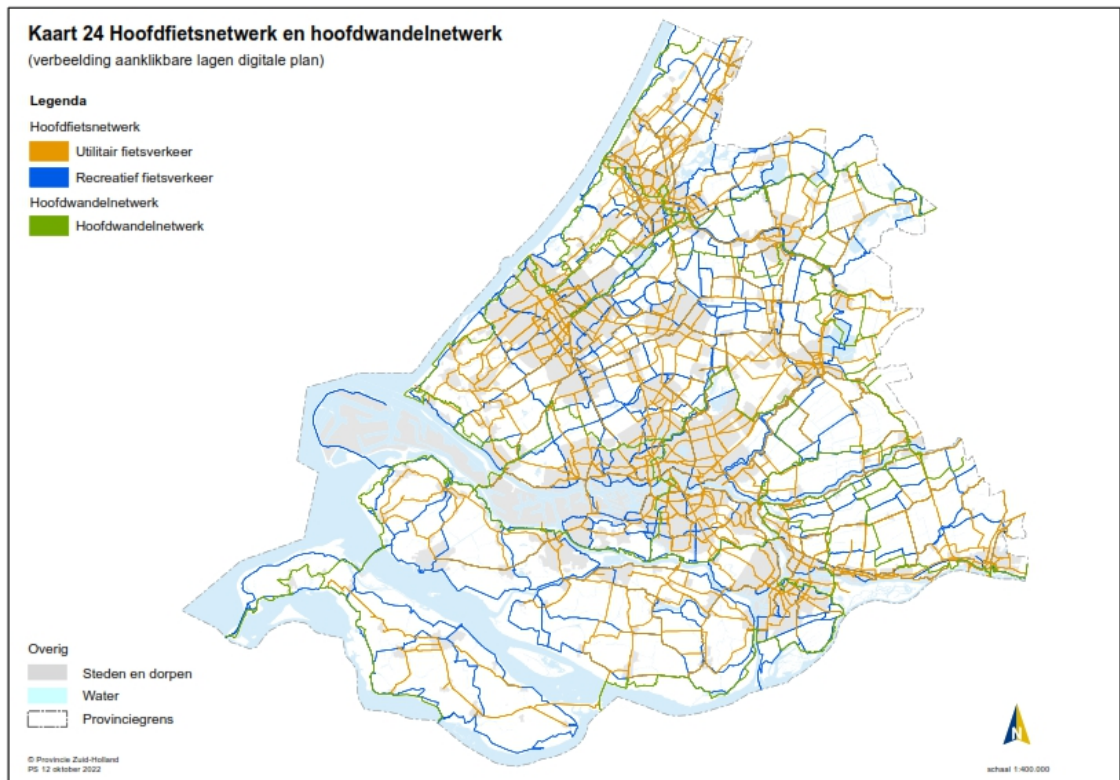 Kaart 24 Hoofdfietsnetwerk en hoofdwandelnetwerk
(verbeelding aanklikbare lagen digitale plan)
Legenda
Hoofdfietsnetwerk
Utilitair fietsverkeer
Recreatief fietsverkeer
Hoofdwandelnetwerk
Hoofdwandelnetwerk
Overig
Steden en dorpen
Water
Provinciegrens
© Provincie Zuid-Holland
PS 12 oktober 2022
N
schaal 1:400.000